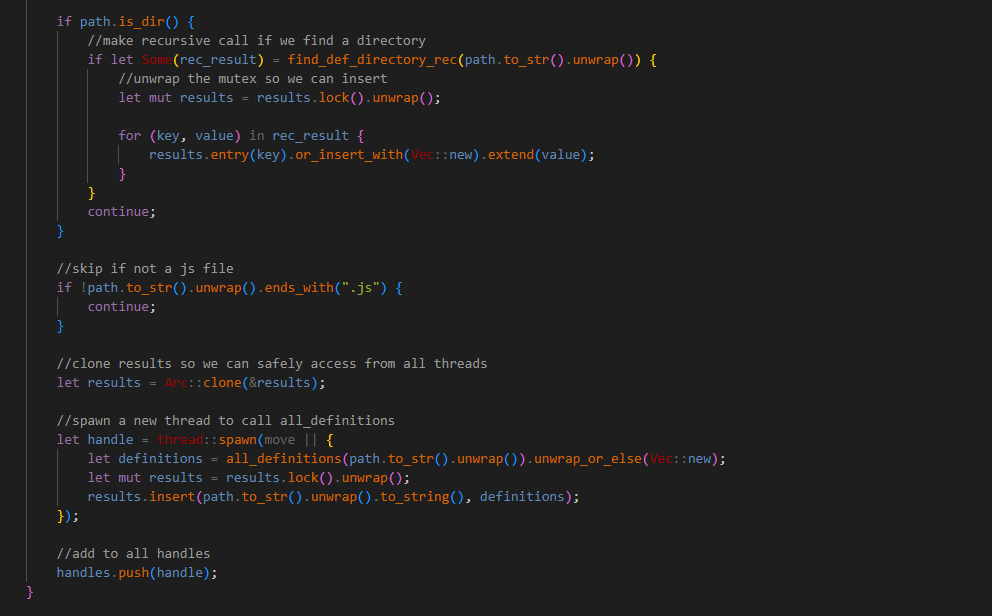 if path.is_dir() {
    //make recursive call if we find a directory
    if let Some(rec_result) = find_def_directory_rec(path.to_str().unwrap()) {
        //unwrap the mutex so we can insert
        let mut results = results.lock().unwrap();

        for (key, value) in rec_result {
            results.entry(key).or_insert_with(Vec::new).extend(value);
        }
    }
    continue;
}

//skip if not a js file
if !path.to_str().unwrap().ends_with(".js") {
    continue;
}

//clone results so we can safely access from all threads
let results = Arc::clone(&results);

//spawn a new thread to call all_definitions
let handle = thread::spawn(move || {
    let definitions = all_definitions(path.to_str().unwrap()).unwrap_or_else(Vec::new);
    let mut results = results.lock().unwrap();
    results.insert(path.to_str().unwrap().to_string(), definitions);
});

//add to all handles
handles.push(handle);
}